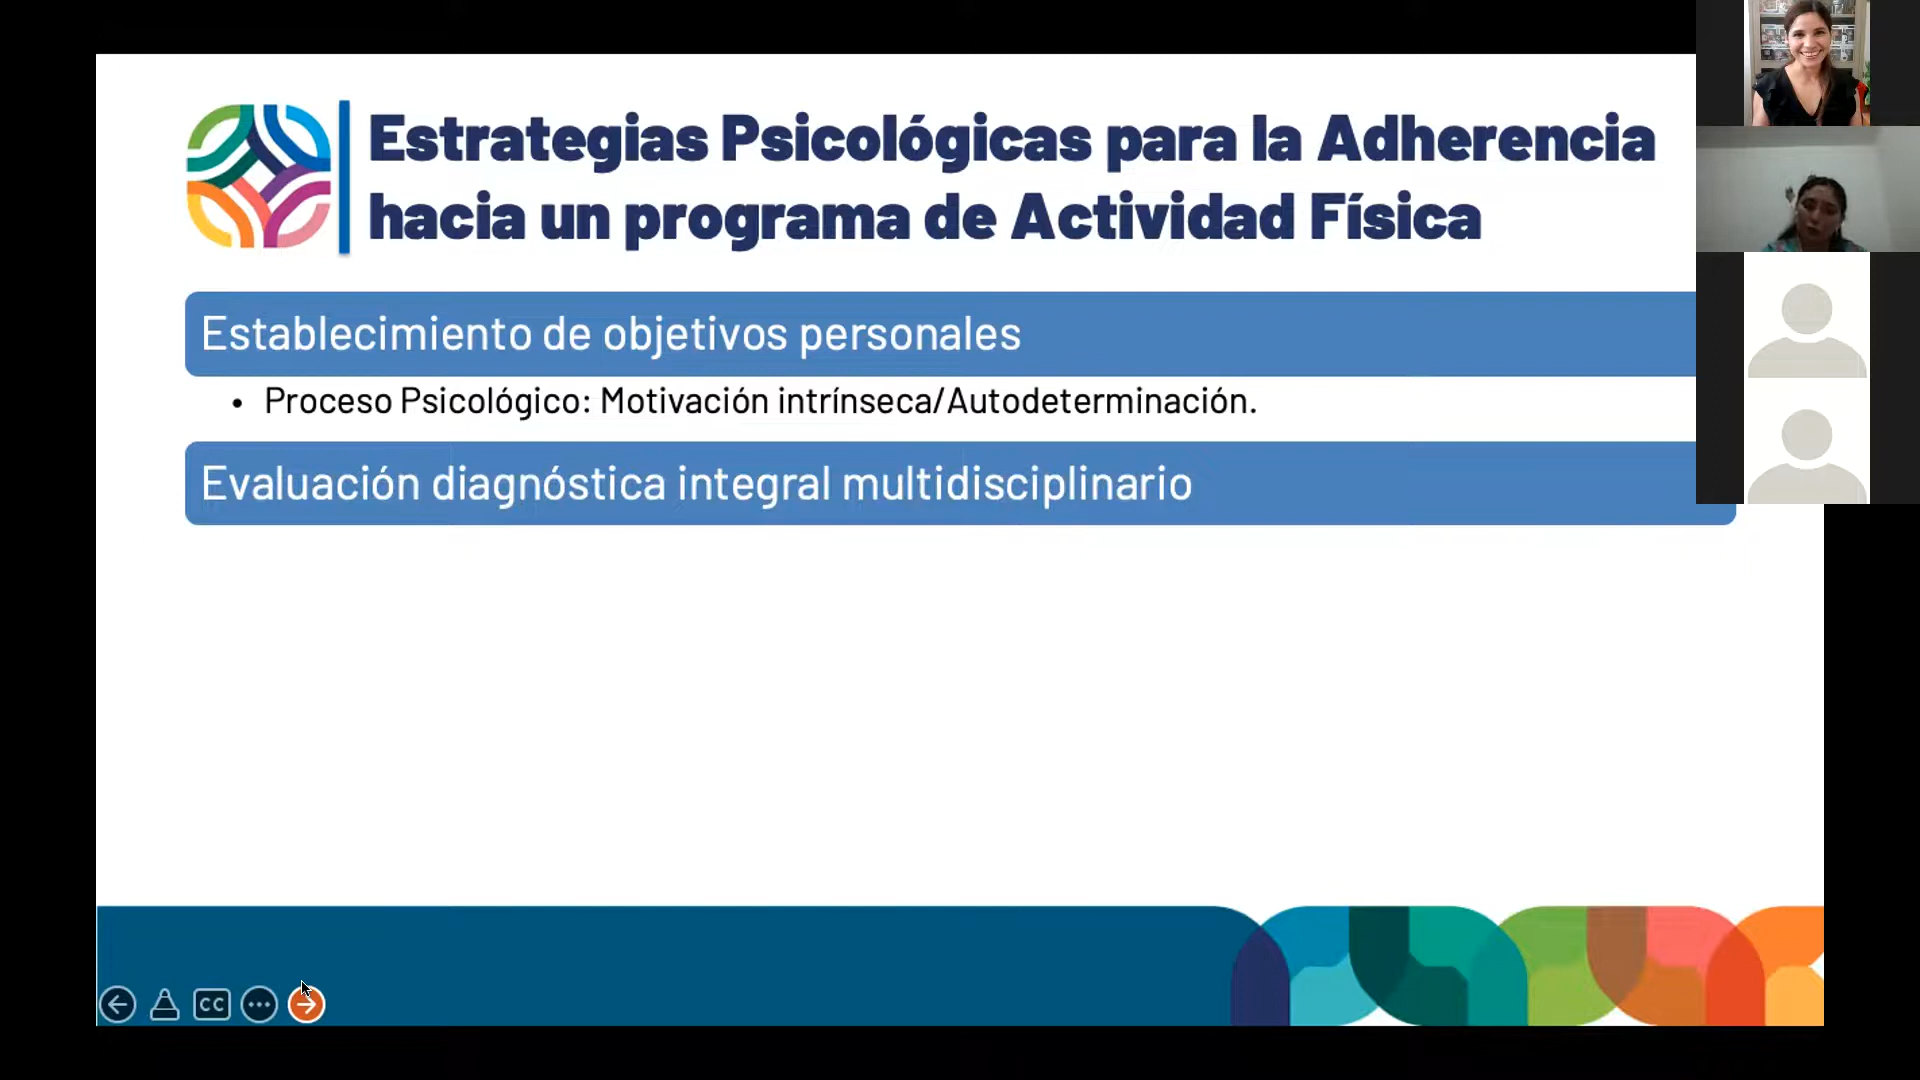 Estrategias Psicológicas para la Adherencia
hacia un programa de Actividad Física
Establecimiento de objetivos personales
• Proceso Psicológico: Motivación intrínseca/Autodeterminación.
Evaluación diagnóstica integral multidisciplinario
CC